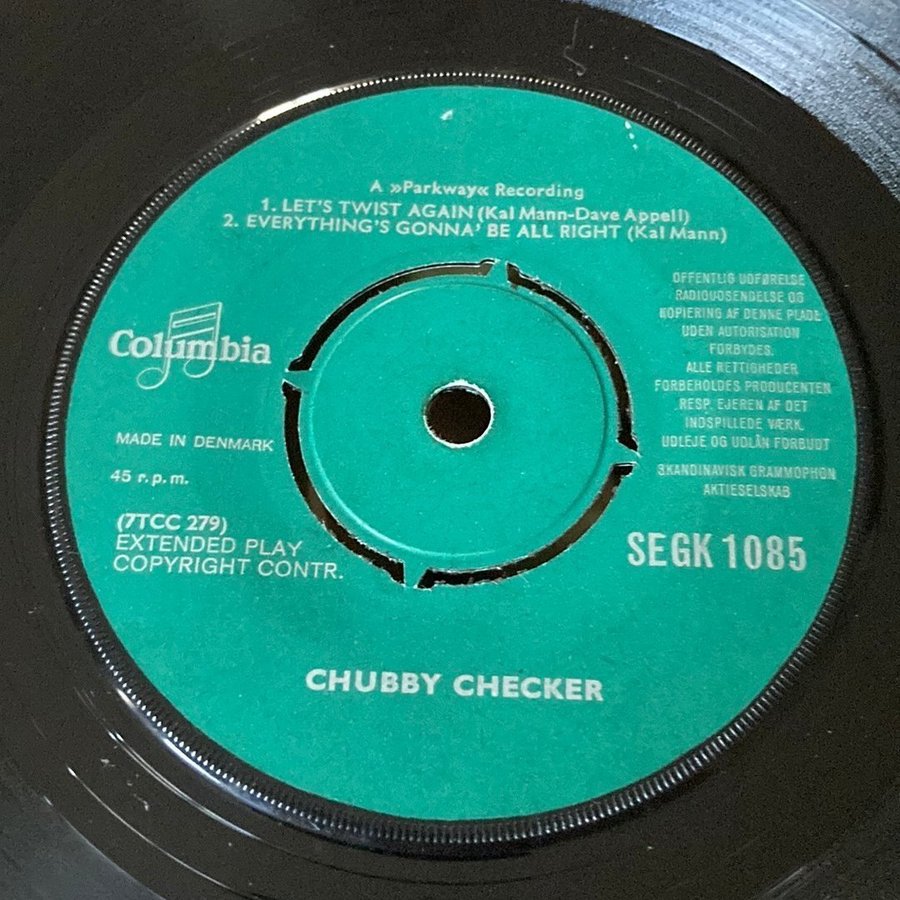 A »Parkway« Recording
1. LET'S TWIST AGAIN (Kal Mann-Dave Appell)
2. EVERYTHING'S GONNA' BE ALL RIGHT (Kal Mann)
Columbia
MADE IN DENMARK
45 r.p.m.
(7TCC 279)
EXTENDED PLAY
COPYRIGHT CONTR.
OFFENTLIG UDFØRELSE
RADIOUDSENDELSE OG
KOPIERING AF DENNE PLADE
UDEN AUTORISATION
FORBYDES.
ALLE RETTIGHEDER
FORBEHOLDES PRODUCENTEN
RESP. EJEREN AF DET
INDSPILLEDE VÆRK.
UDLEJE OG UDLÅN FORBUDT
SKANDINAVISK GRAMMOPHON
AKTIESELSKAB
SEGK 1085
CHUBBY CHECKER